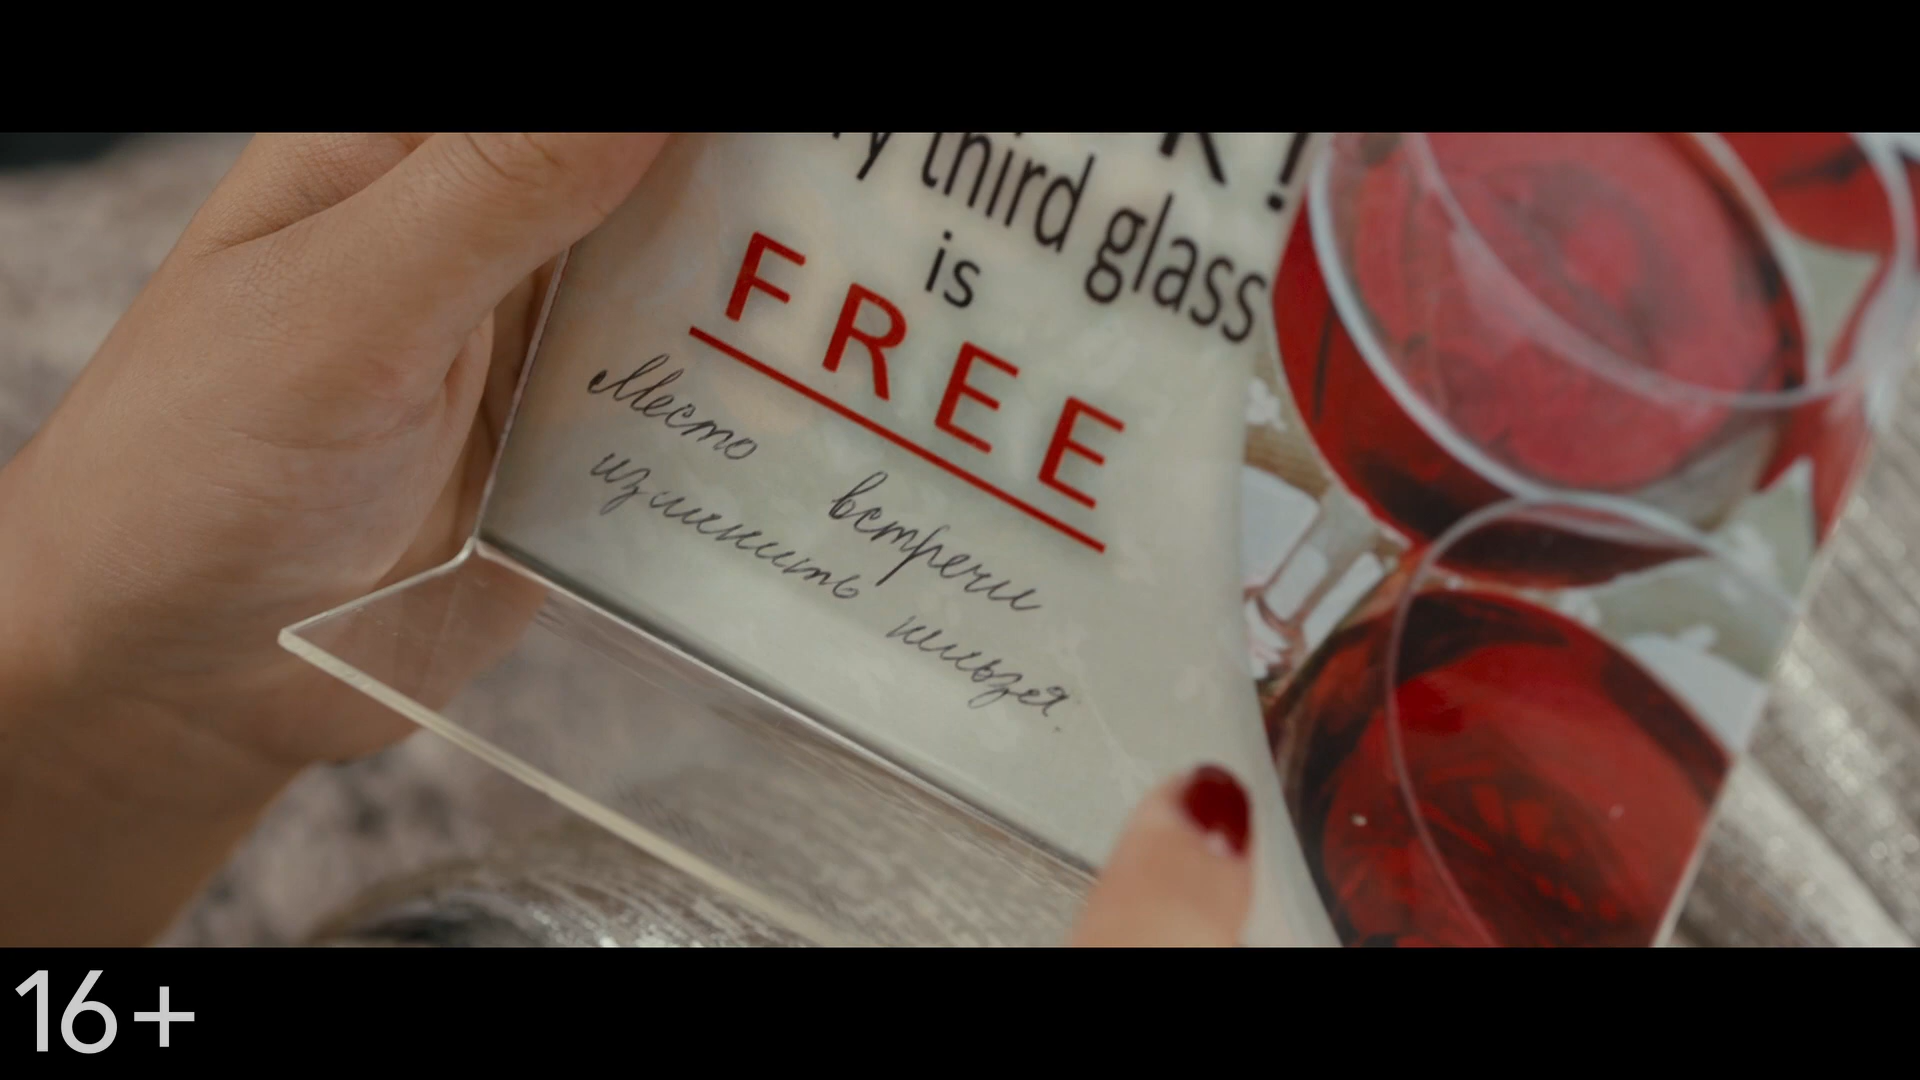 third glass
is
FREE
Место встречи
изменить нельзя.
16+